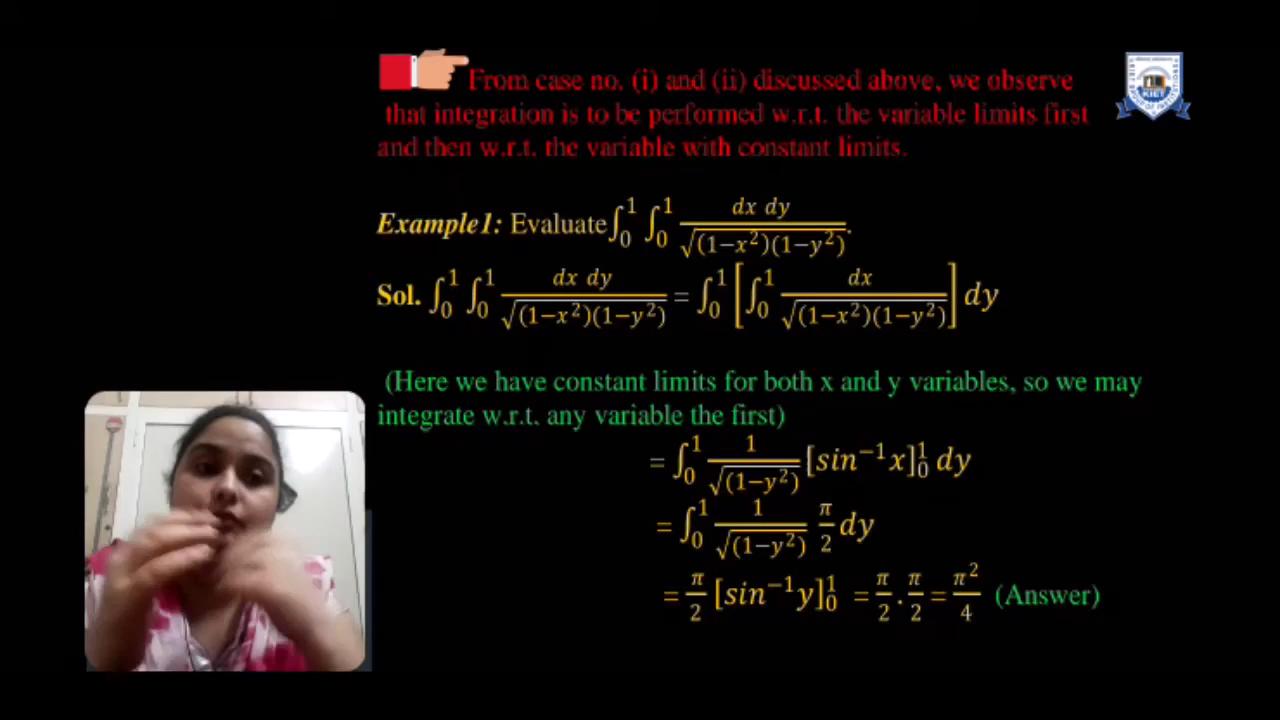 From case no. (i) and (ii) discussed above, we observe
that integration is to be performed w.r.t. the variable limits first
and then w.r.t. the variable with constant limits.
Example1: Evaluate ∫₀¹ ∫₀¹ dx dy / √((1−x²)(1−y²)).
Sol. ∫₀¹ ∫₀¹ dx dy / √((1−x²)(1−y²)) = ∫₀¹ [∫₀¹ dx / √((1−x²)(1−y²))] dy
(Here we have constant limits for both x and y variables, so we may
integrate w.r.t. any variable the first)
= ∫₀¹ 1/√((1−y²)) [sin⁻¹x]₀¹ dy
= ∫₀¹ 1/√((1−y²)) π/2 dy
= π/2 [sin⁻¹y]₀¹ = π/2 . π/2 = π²/4 (Answer)
KIET